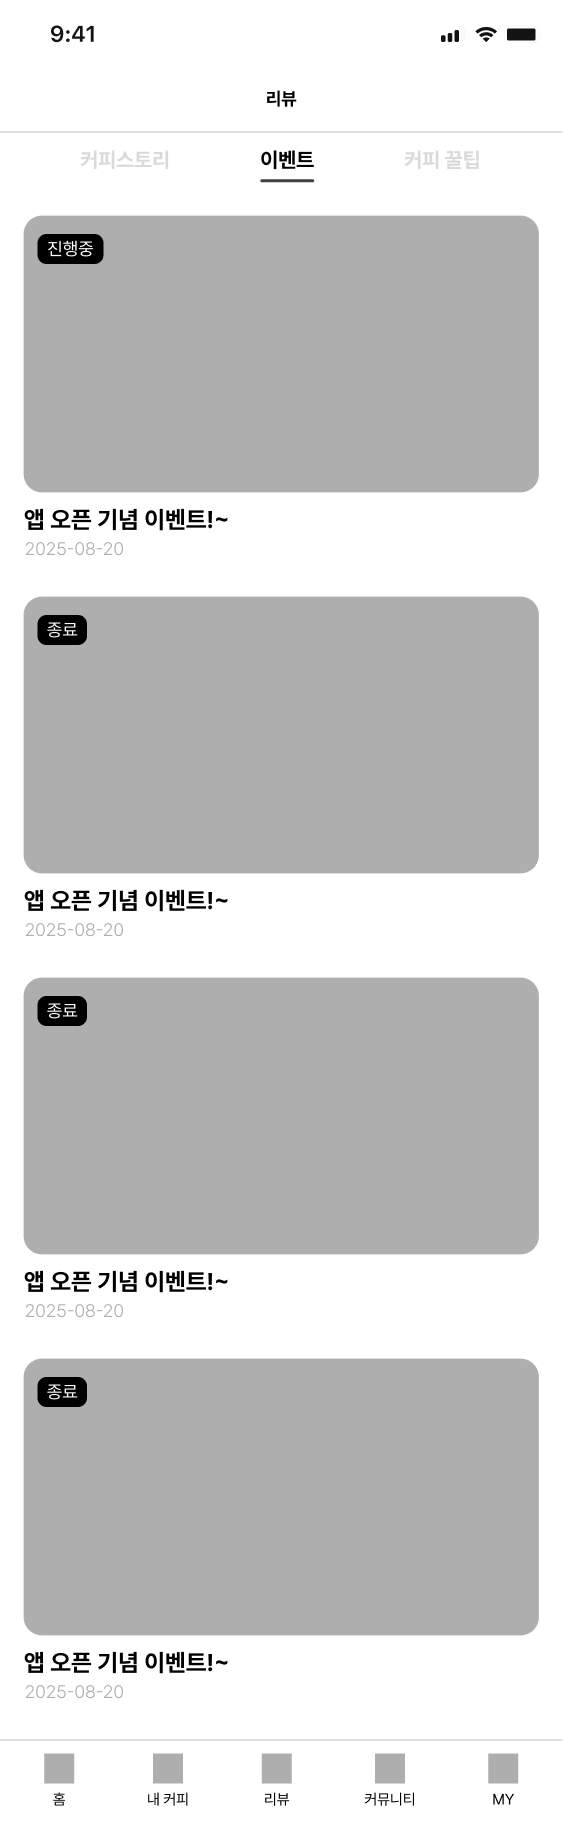 9:41
리뷰
커피스토리 이벤트 커피 꿀팁
진행중
앱 오픈 기념 이벤트!~
2025-08-20
종료
앱 오픈 기념 이벤트!~
2025-08-20
종료
앱 오픈 기념 이벤트!~
2025-08-20
종료
앱 오픈 기념 이벤트!~
2025-08-20
홈 내 커피 리뷰 커뮤니티 MY